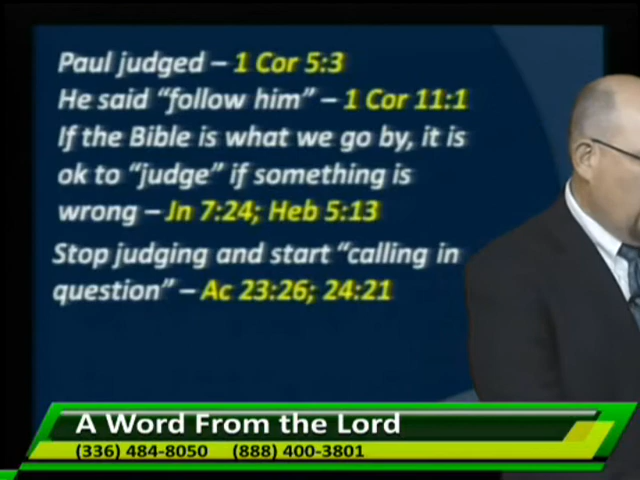 Paul judged – 1 Cor 5:3
He said “follow him” – 1 Cor 11:1
If the Bible is what we go by, it is
ok to “judge” if something is
wrong – Jn 7:24; Heb 5:13
Stop judging and start “calling in
question” – Ac 23:26; 24:21
A Word From the Lord
(336) 484-8050 (888) 400-3801